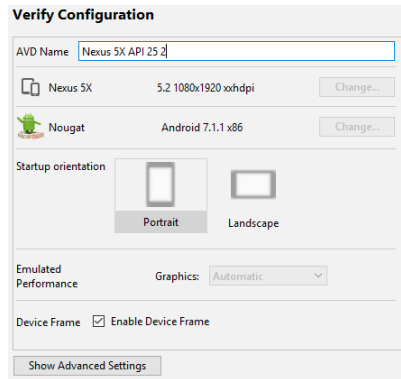 Verify Configuration
AVD Name Nexus 5X API 25 2
Nexus 5X 5.2 1080x1920 xxhdpi Change...
Nougat Android 7.1.1 x86 Change...
Startup orientation
Portrait Landscape
Emulated
Performance Graphics: Automatic
Device Frame Enable Device Frame
Show Advanced Settings